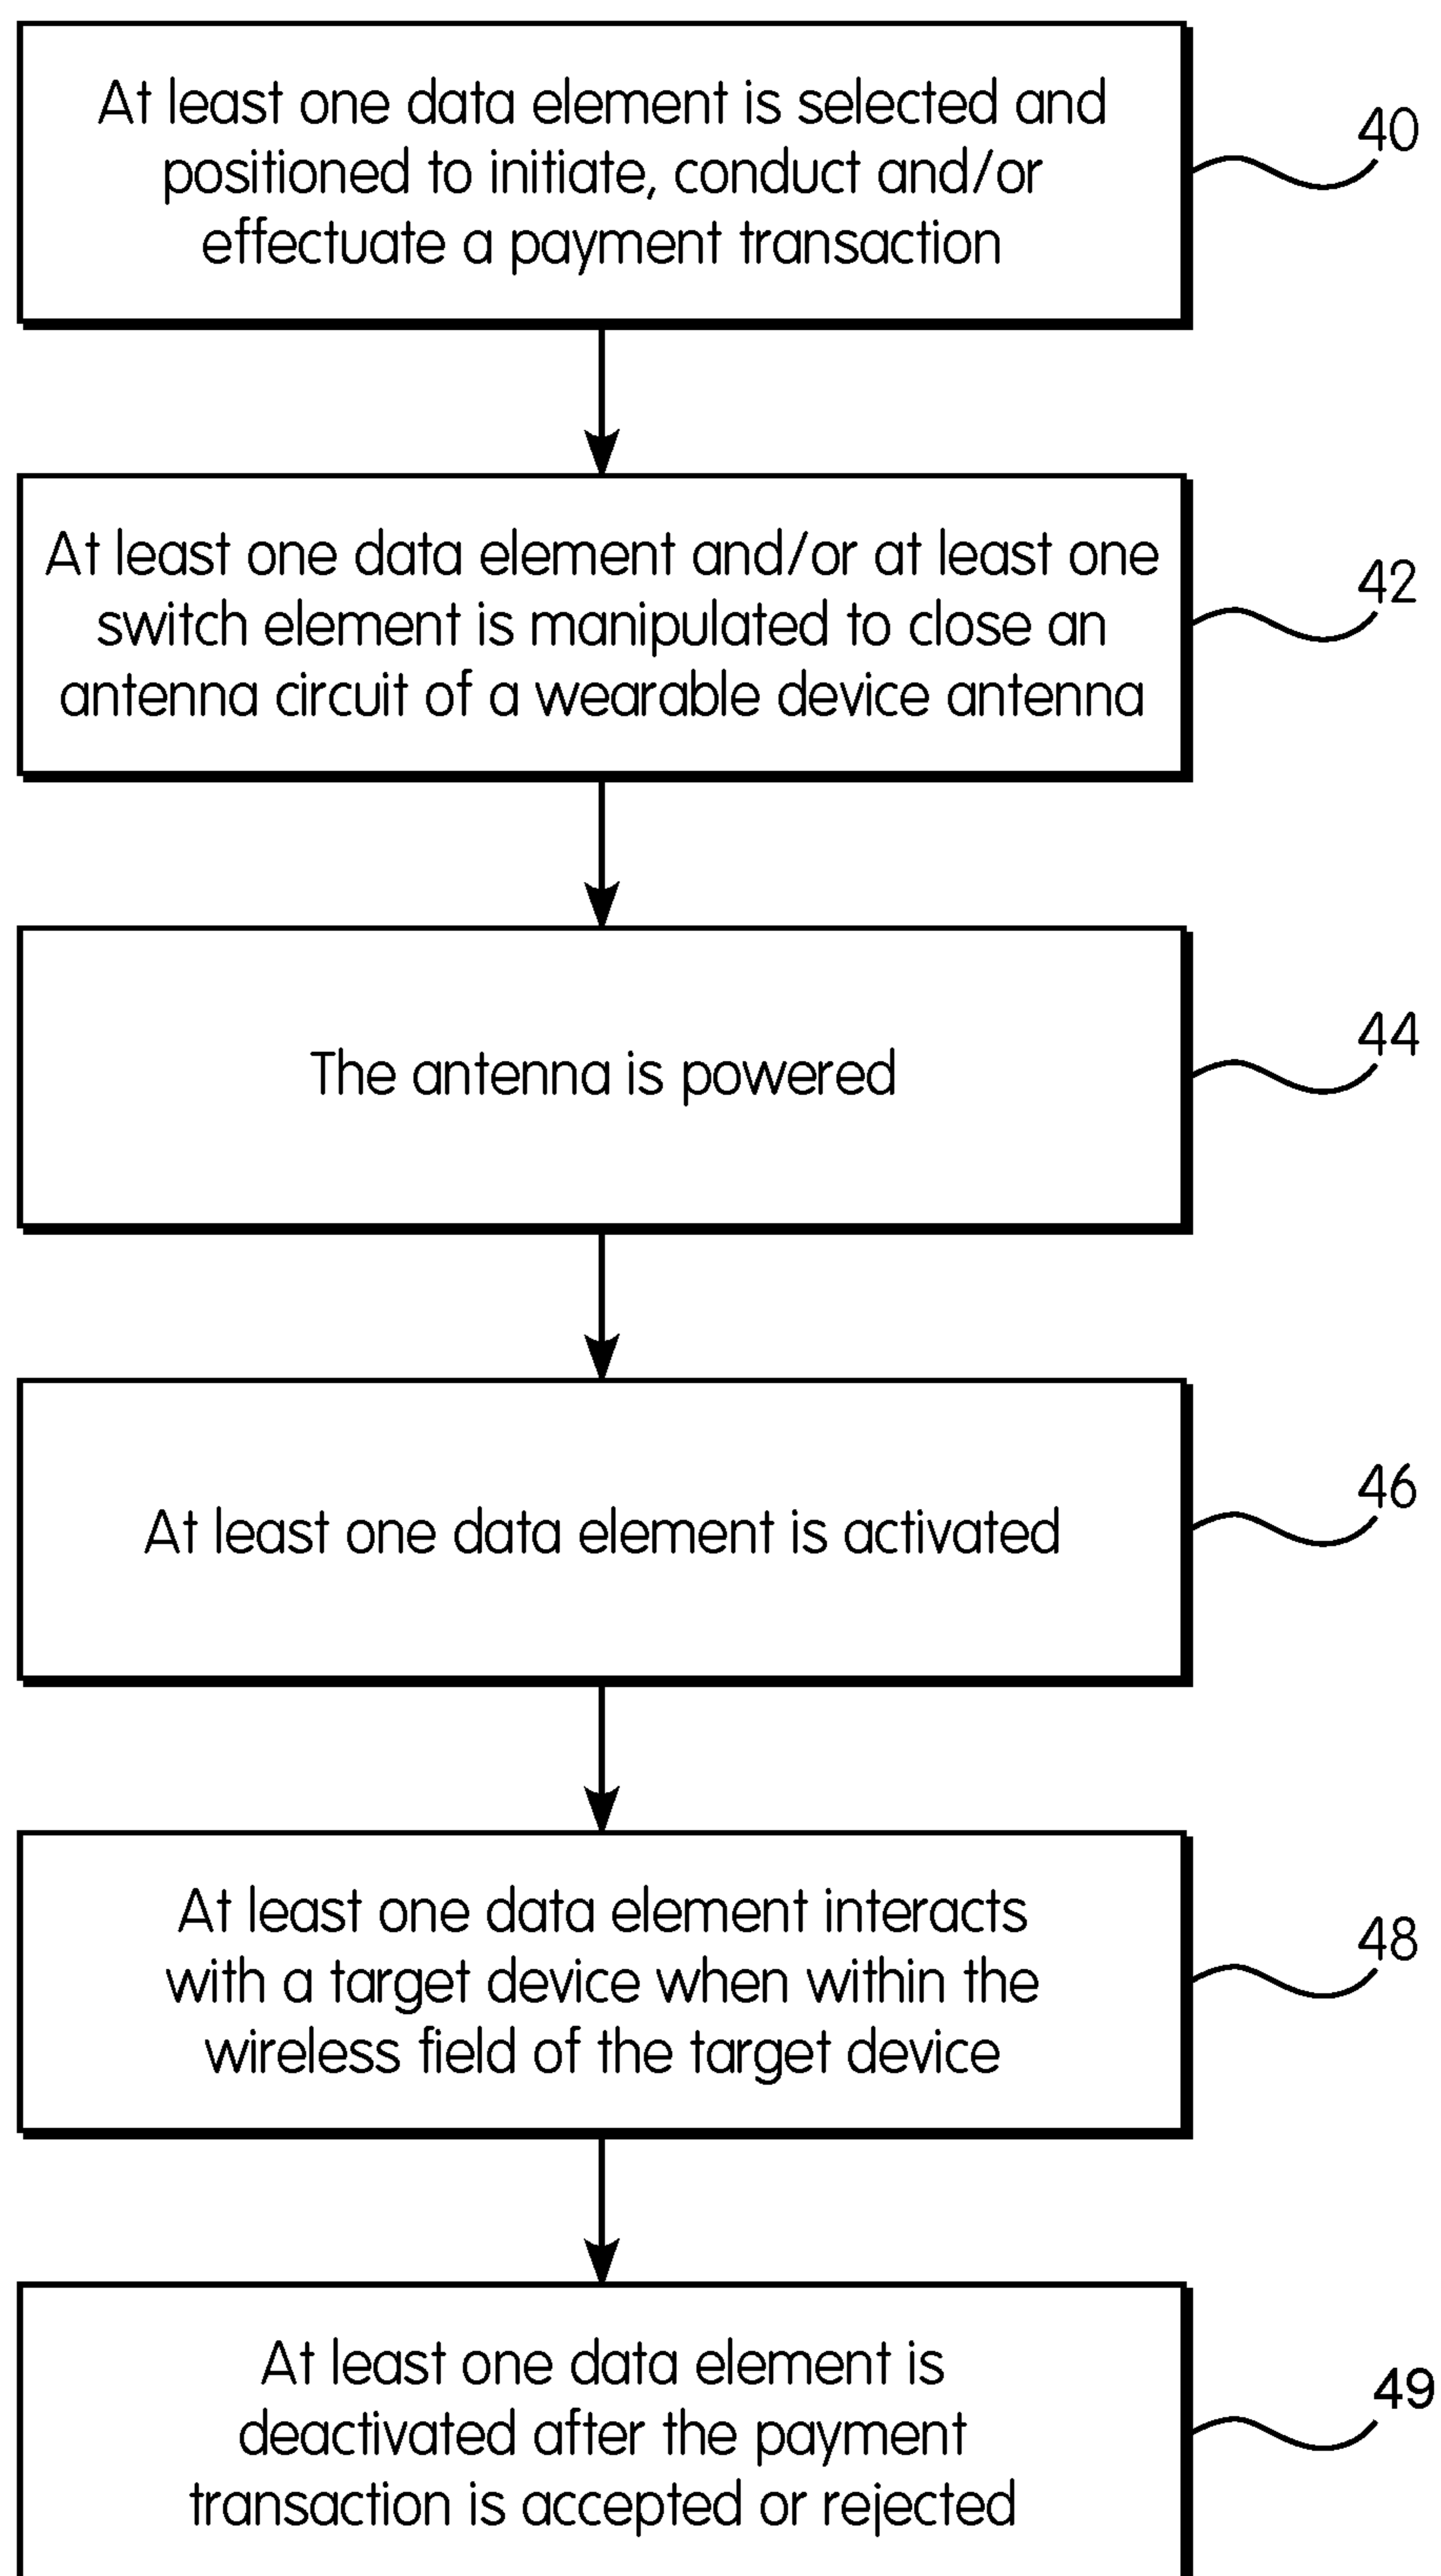 At least one data element is selected and
positioned to initiate, conduct and/or
effectuate a payment transaction
40
At least one data element and/or at least one
switch element is manipulated to close an
antenna circuit of a wearable device antenna
42
The antenna is powered
44
At least one data element is activated
46
At least one data element interacts
with a target device when within the
wireless field of the target device
48
At least one data element is
deactivated after the payment
transaction is accepted or rejected
49